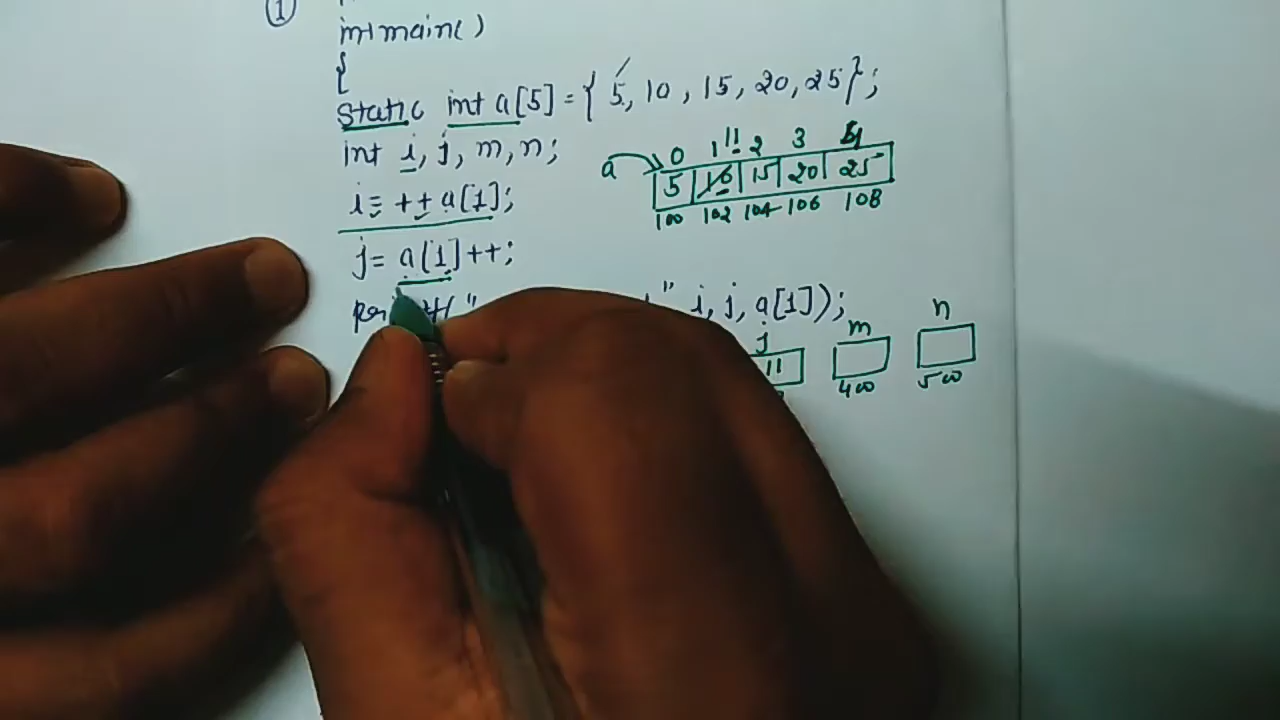 ①
int main()
{
static int a[5] = { 5, 10, 15, 20, 25 };
int i, j, m, n;
i = ++a[1];
j = a[1]++;
" i, j, a[1]);
a
0 1 11 2 3 4
5 10 15 20 25
100 102 104 106 108
j m n
11
400 500